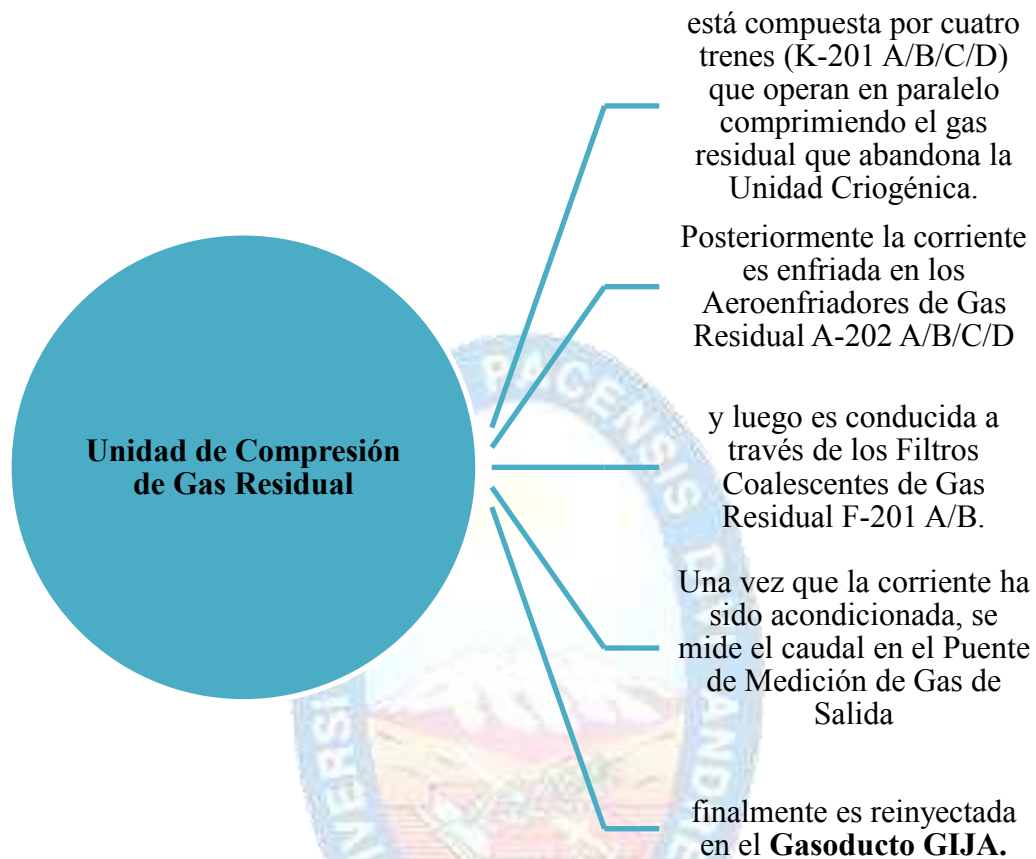 está compuesta por cuatro
trenes (K-201 A/B/C/D)
que operan en paralelo
comprimiendo el gas
residual que abandona la
Unidad Criogénica.
Posteriormente la corriente
es enfriada en los
Aeroenfriadores de Gas
Residual A-202 A/B/C/D
Unidad de Compresión
de Gas Residual
y luego es conducida a
través de los Filtros
Coalescentes de Gas
Residual F-201 A/B.
Una vez que la corriente ha
sido acondicionada, se
mide el caudal en el Puente
de Medición de Gas de
Salida
finalmente es reinyectada
en el Gasoducto GIJA.
PACENSIS DIVI AND
VERSI